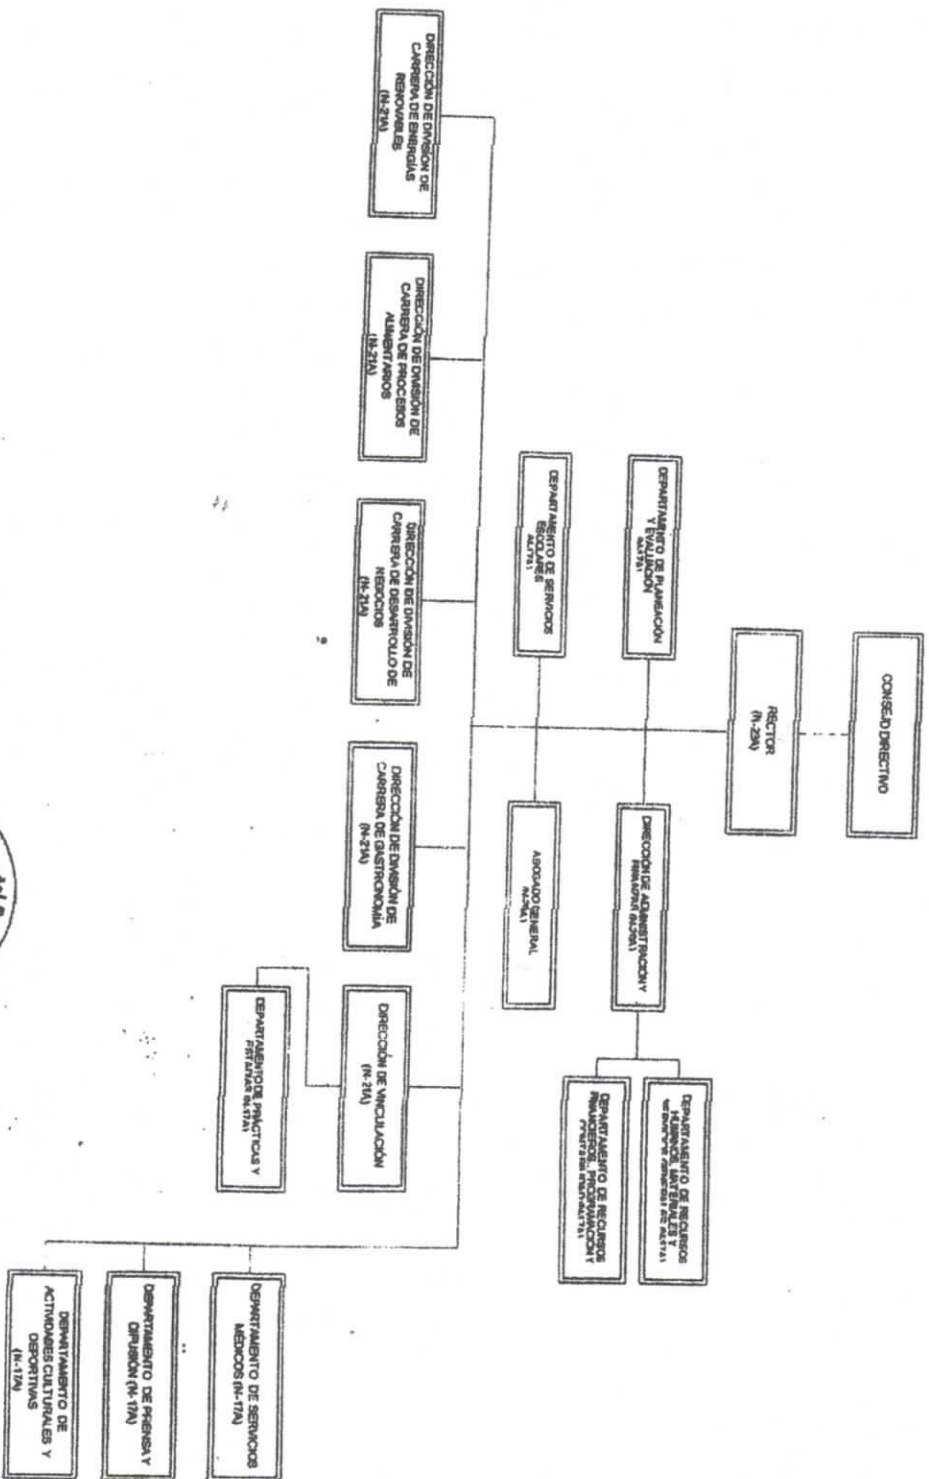 CONSEJO DIRECTIVO
RECTOR
(N-23A)
DEPARTAMENTO DE PLANEACIÓN
Y EVALUACIÓN
DIRECCIÓN DE ADMINISTRACIÓN Y
DEPARTAMENTO DE RECURSOS
HUMANOS, MATERIALES Y
DEPARTAMENTO DE RECURSOS
FINANCIEROS, PROGRAMACIÓN Y
DEPARTAMENTO DE SERVICIOS
ESCOLARES
ABOGADO GENERAL
DIRECCIÓN DE DIVISIÓN DE
CARRERA DE ENERGÍAS
RENOVABLES
(N-21A)
DIRECCIÓN DE DIVISIÓN DE
CARRERA DE PROCESOS
ALIMENTARIOS
(N-21A)
DIRECCIÓN DE DIVISIÓN DE
CARRERA DE DESARROLLO DE
NEGOCIOS
(N-21A)
DIRECCIÓN DE DIVISIÓN DE
CARRERA DE GASTRONOMÍA
(N-21A)
DIRECCIÓN DE VINCULACIÓN
(N-21A)
DEPARTAMENTO DE PRÁCTICAS Y
DEPARTAMENTO DE SERVICIOS
MÉDICOS (N-17A)
DEPARTAMENTO DE PRENSA Y
DIFUSIÓN (N-17A)
DEPARTAMENTO DE
ACTIVIDADES CULTURALES Y
DEPORTIVAS
(N-17A)